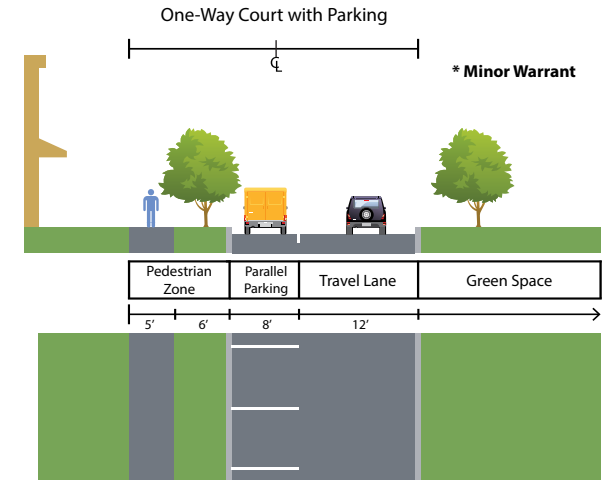 One-Way Court with Parking
℄
* Minor Warrant
Pedestrian
Zone
Parallel
Parking
Travel Lane
Green Space
5’
6’
8’
12’